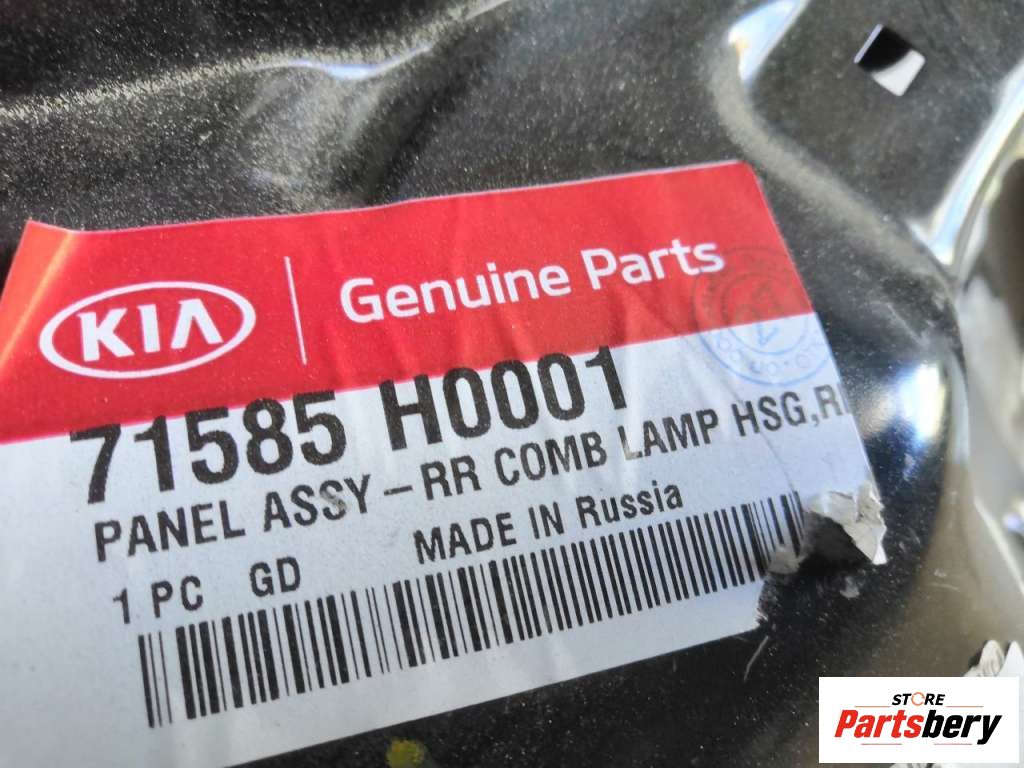 KIA
Genuine Parts
71585 H0001
PANEL ASSY-RR COMB LAMP HSG,R
1 PC GD MADE IN Russia
STORE
Partsbery